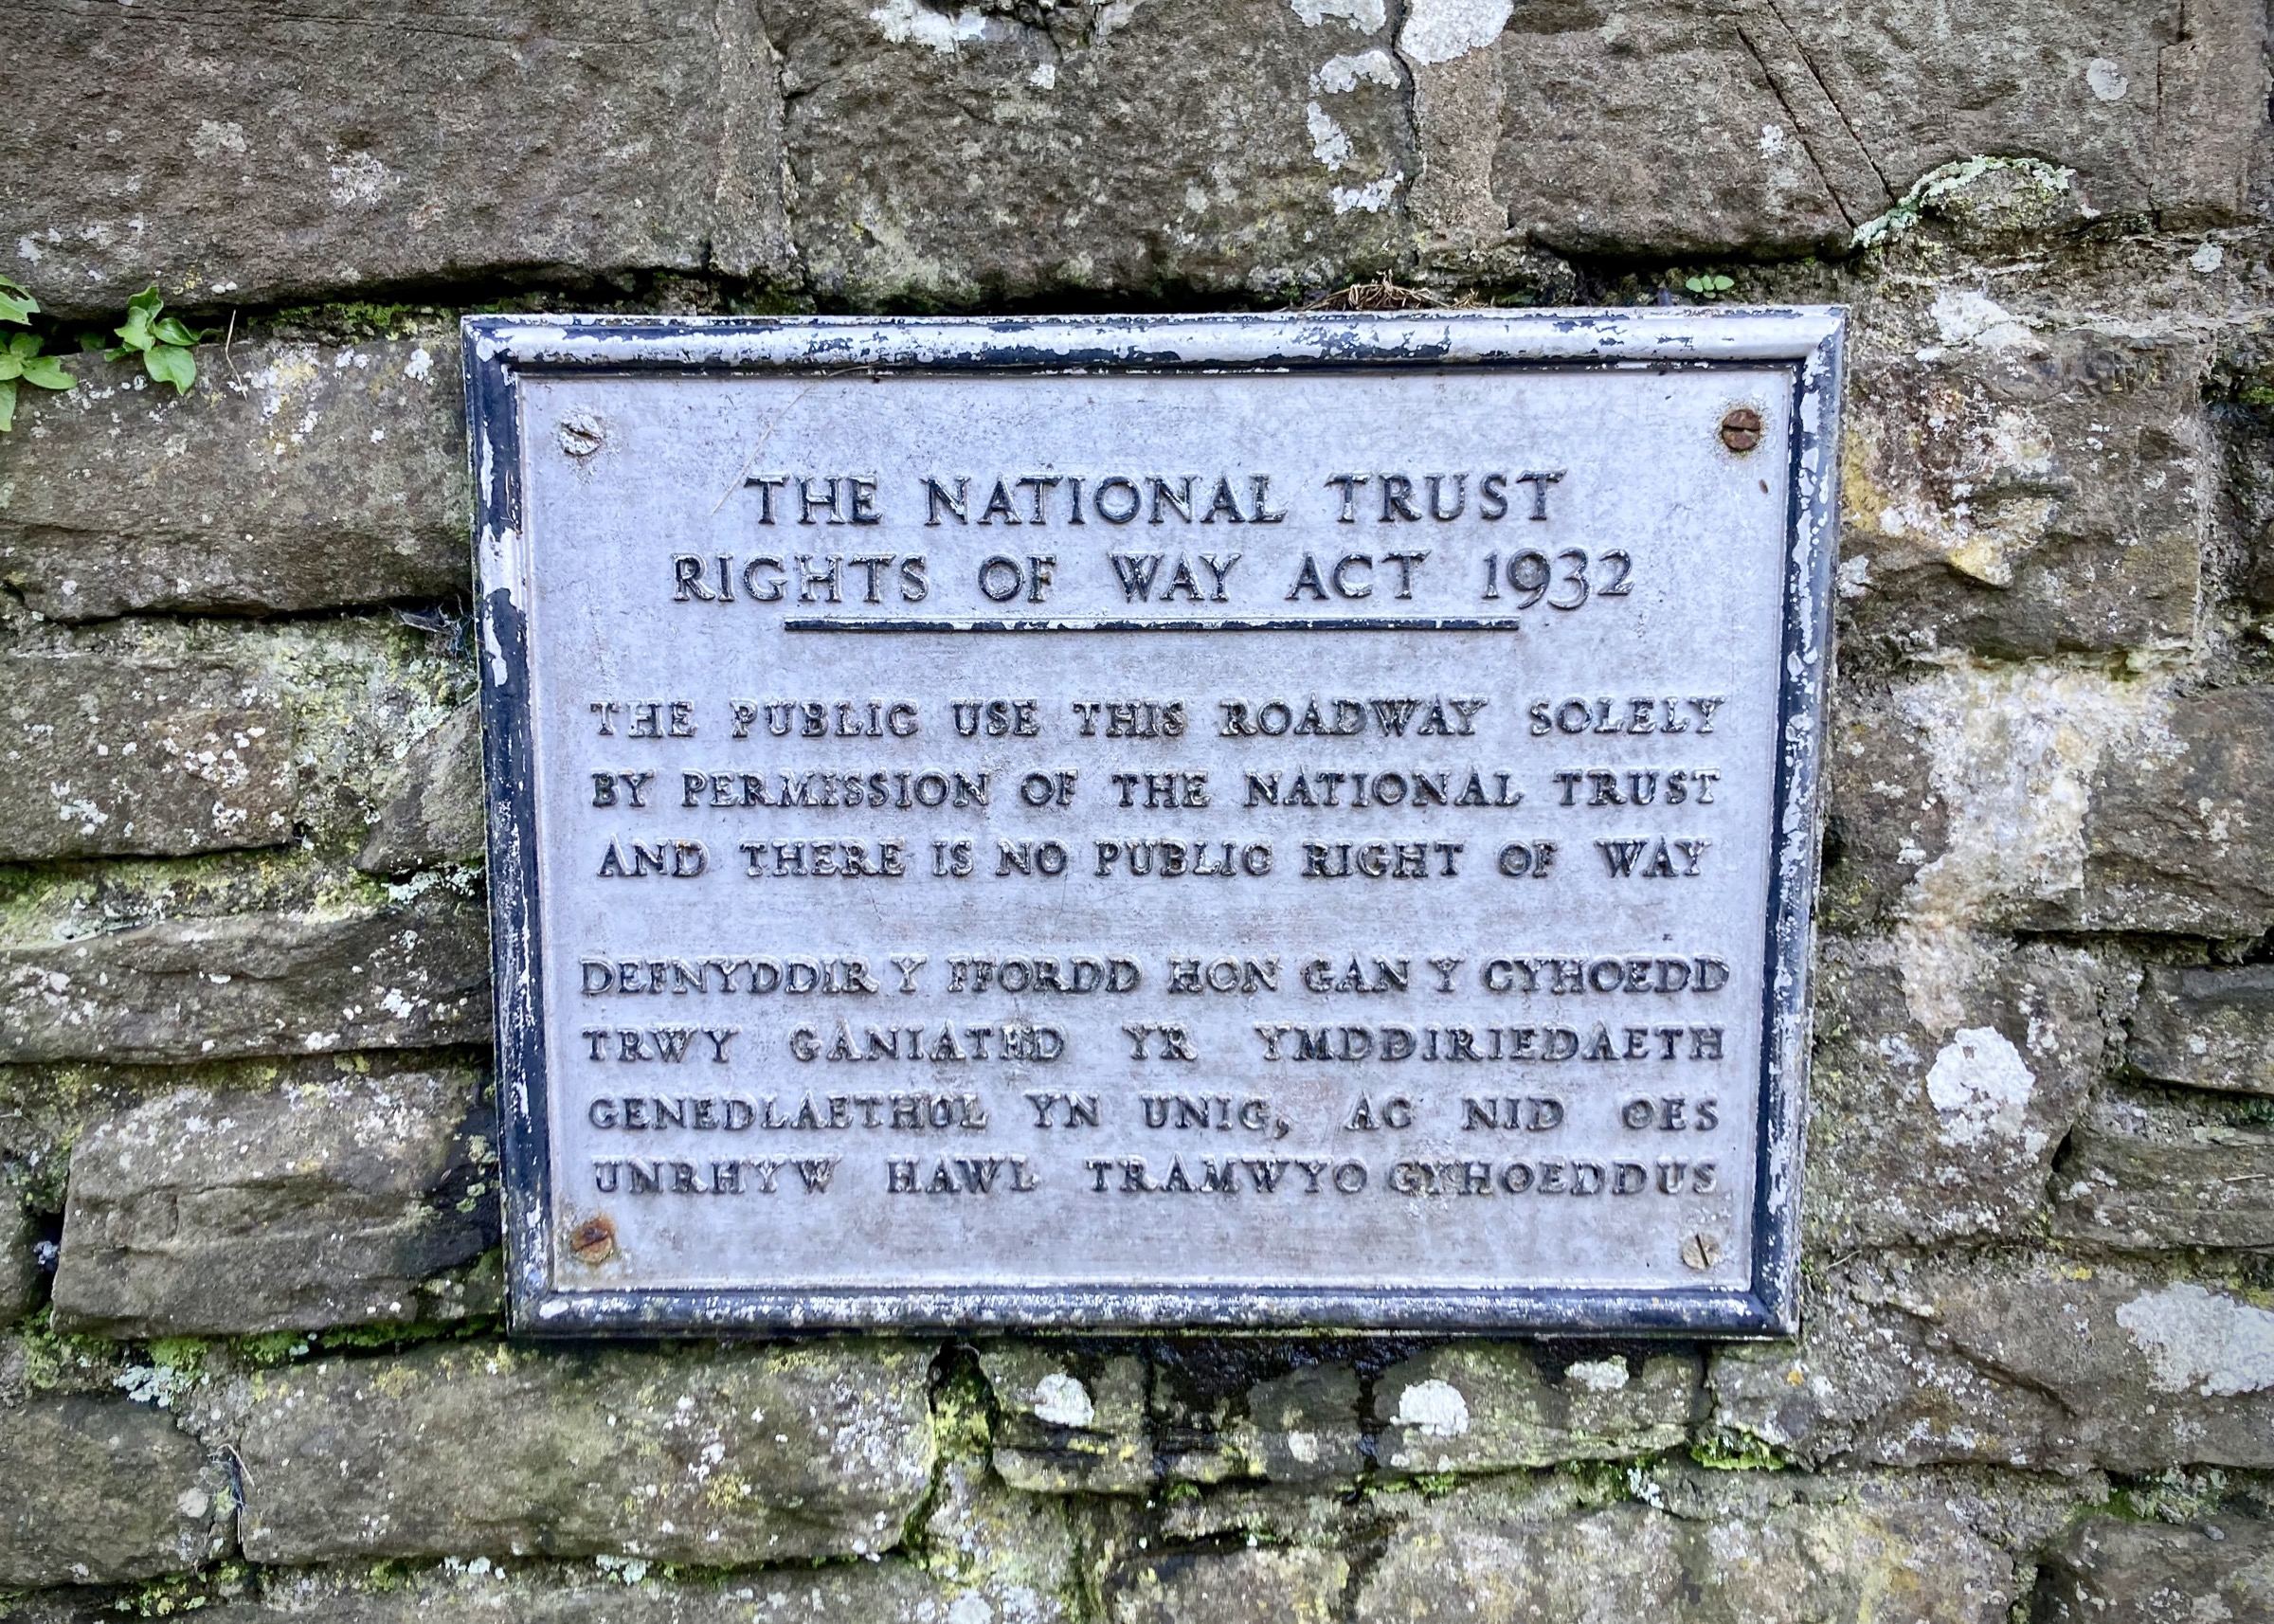 THE NATIONAL TRUST
RIGHTS OF WAY ACT 1932
THE PUBLIC USE THIS ROADWAY SOLELY
BY PERMISSION OF THE NATIONAL TRUST
AND THERE IS NO PUBLIC RIGHT OF WAY
DEFNYDDIR Y FFORDD HON GAN Y CYHOEDD
TRWY GANIATHD YR YMDDIRIEDAETH
GENEDLAETHOL YN UNIG, AC NID OES
UNRHYW HAWL TRAMWYO GYHOEDDUS